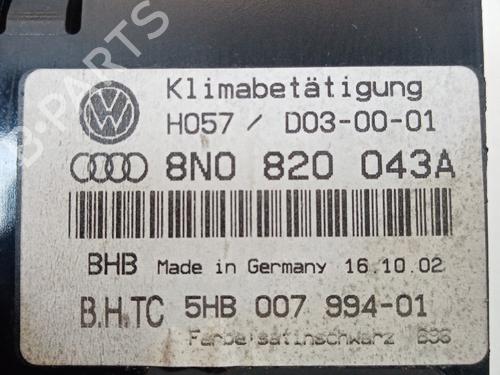 Klimabetätigung
H057 / D03-00-01
8N0 820 043A
BHB Made in Germany 16.10.02
B.H.TC 5HB 007 994-01
Farbe:satinschwarz
B-PARTS